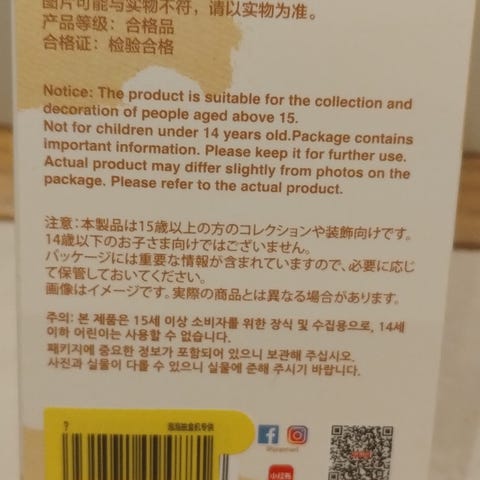 图片可能与实物不符，请以实物为准。
产品等级：合格品
合格证：检验合格
Notice: The product is suitable for the collection and
decoration of people aged above 15.
Not for children under 14 years old.Package contains
important information. Please keep it for further use.
Actual product may differ slightly from photos on the
package. Please refer to the actual product.
注意：本製品は15歳以上の方のコレクションや装飾向けです。
14歳以下のお子さま向けではございません。
パッケージには重要な情報が含まれていますので、必要に応じ
て保管しておいてください。
画像はイメージです。実際の商品とは異なる場合があります。
주의: 본 제품은 15세 이상 소비자를 위한 장식 및 수집용으로, 14세
이하 어린이는 사용할 수 없습니다.
패키지에 중요한 정보가 포함되어 있으니 보관해 주십시오.
사진과 실물이 다를 수 있으니 실물에 준해 주시기 바랍니다.
泡泡抽盒机专供
小红书